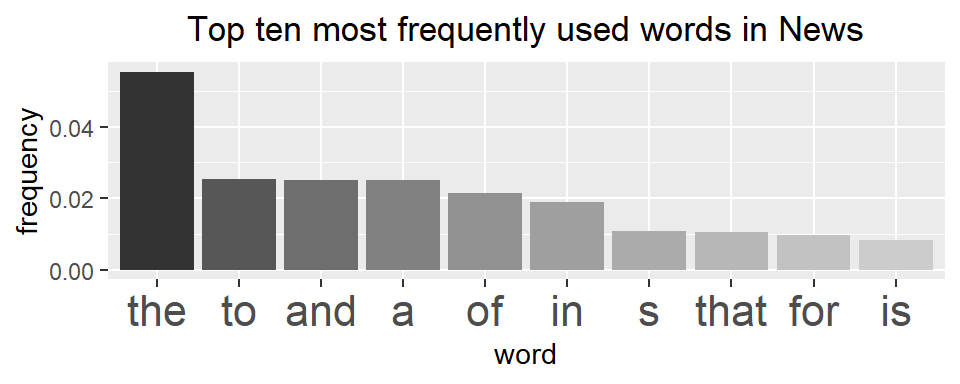 Top ten most frequently used words in News
frequency
0.04
0.02
0.00
the to and a of in s that for is
word